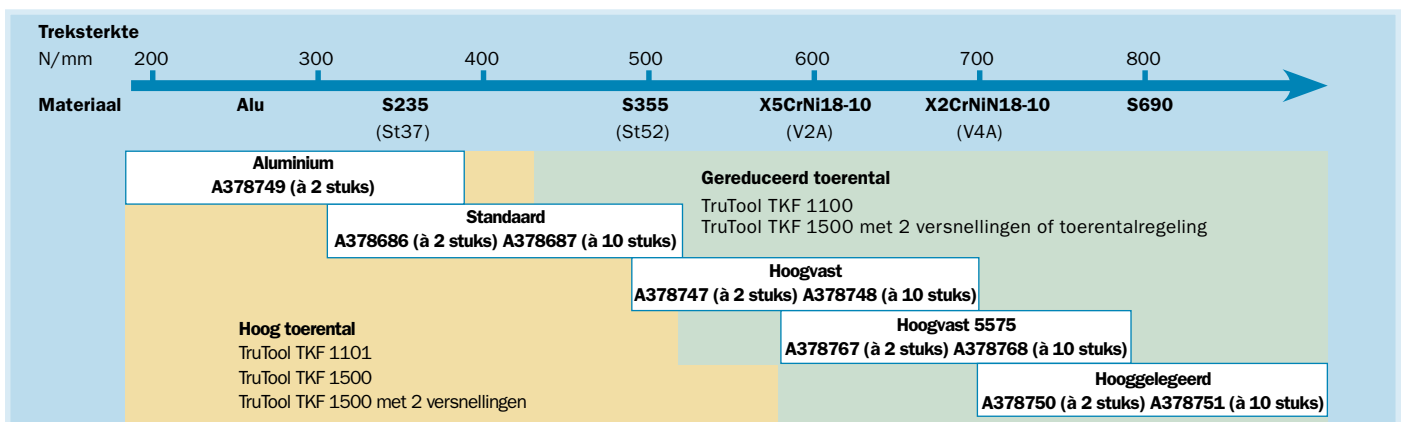 Treksterkte
N/mm 200 300 400 500 600 700 800
Materiaal Alu S235 S355 X5CrNi18-10 X2CrNiN18-10 S690
(St37) (St52) (V2A) (V4A)
Aluminium
A378749 (à 2 stuks)
Gereduceerd toerental
TruTool TKF 1100
TruTool TKF 1500 met 2 versnellingen of toerentalregeling
Standaard
A378686 (à 2 stuks) A378687 (à 10 stuks)
Hoogvast
A378747 (à 2 stuks) A378748 (à 10 stuks)
Hoogvast 5575
A378767 (à 2 stuks) A378768 (à 10 stuks)
Hoog toerental
TruTool TKF 1101
TruTool TKF 1500
TruTool TKF 1500 met 2 versnellingen
Hooggelegeerd
A378750 (à 2 stuks) A378751 (à 10 stuks)